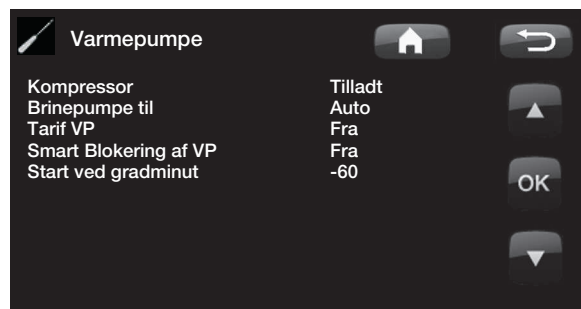 Varmepumpe
Kompressor Tilladt
Brinepumpe til Auto
Tarif VP Fra
Smart Blokering af VP Fra
Start ved gradminut -60
OK